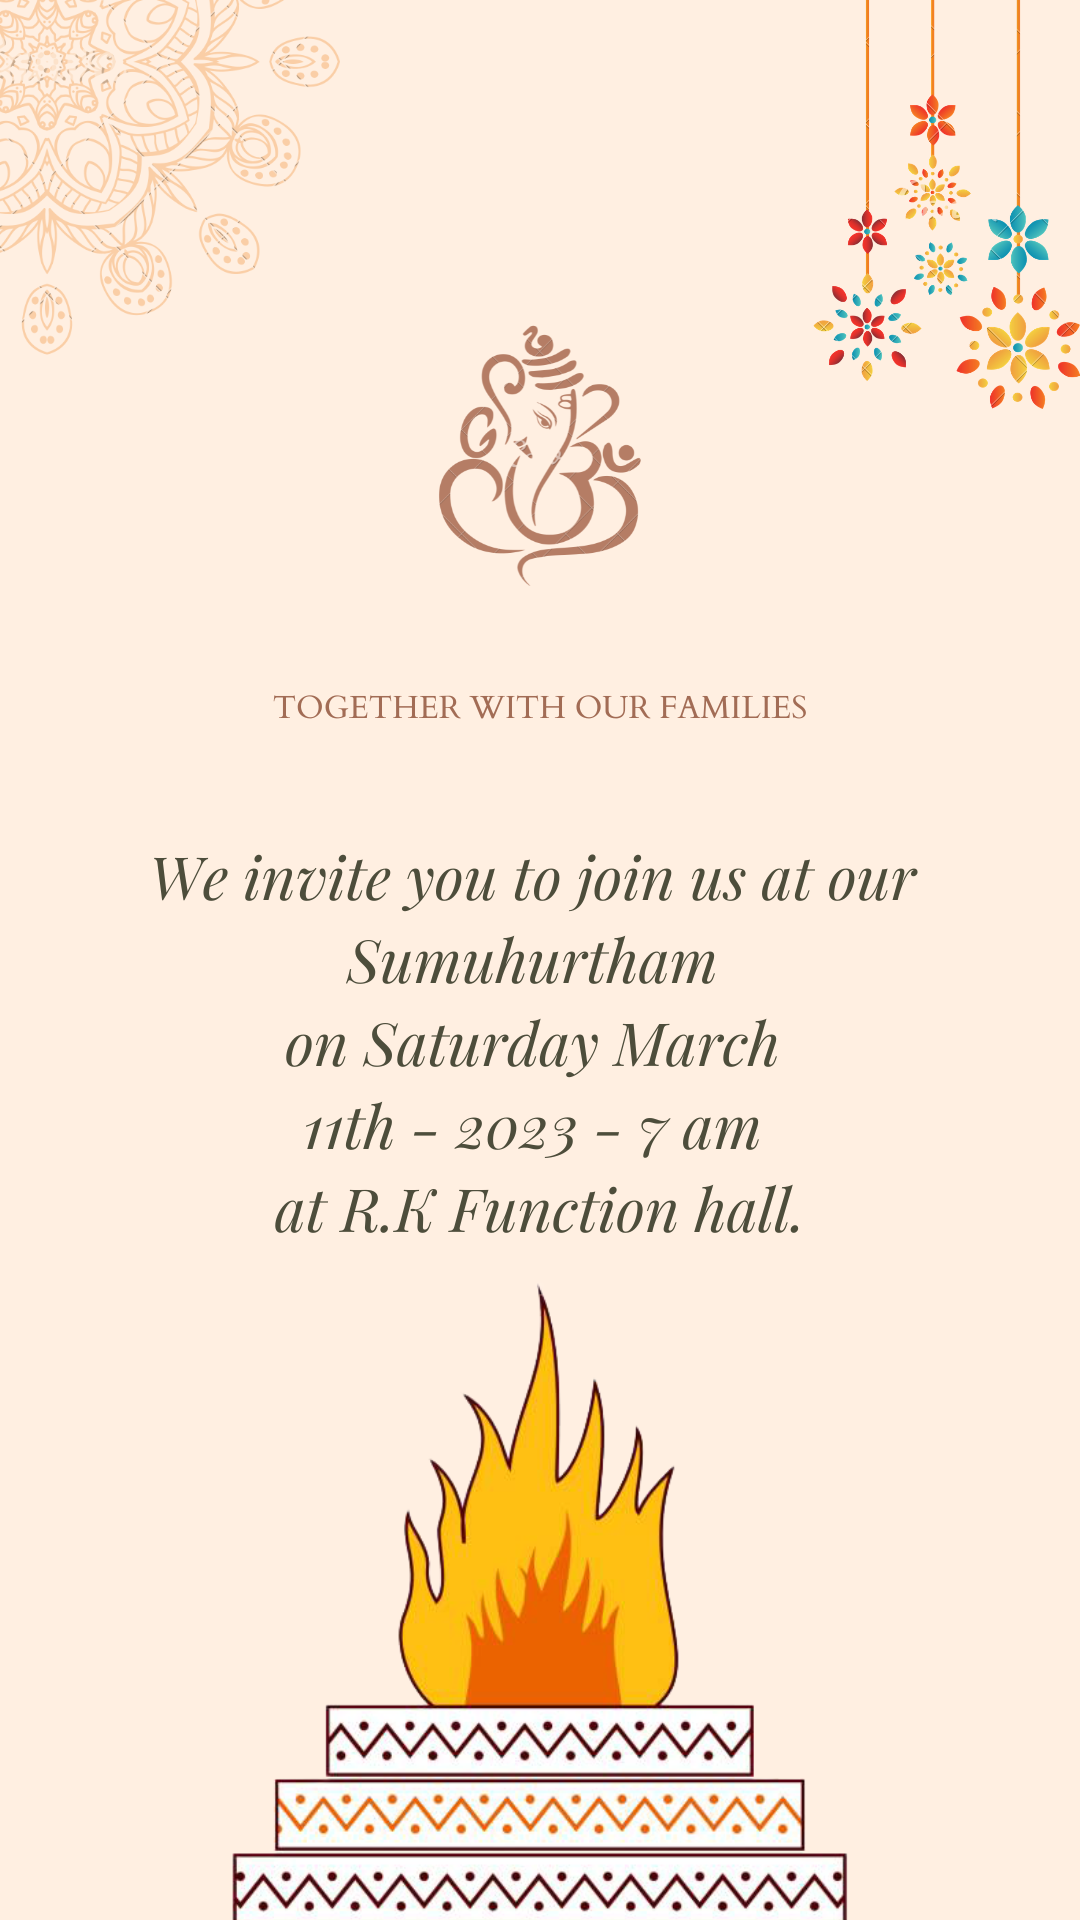 TOGETHER WITH OUR FAMILIES
We invite you to join us at our
Sumuhurtham
on Saturday March
11th - 2023 - 7 am
at R.K Function hall.